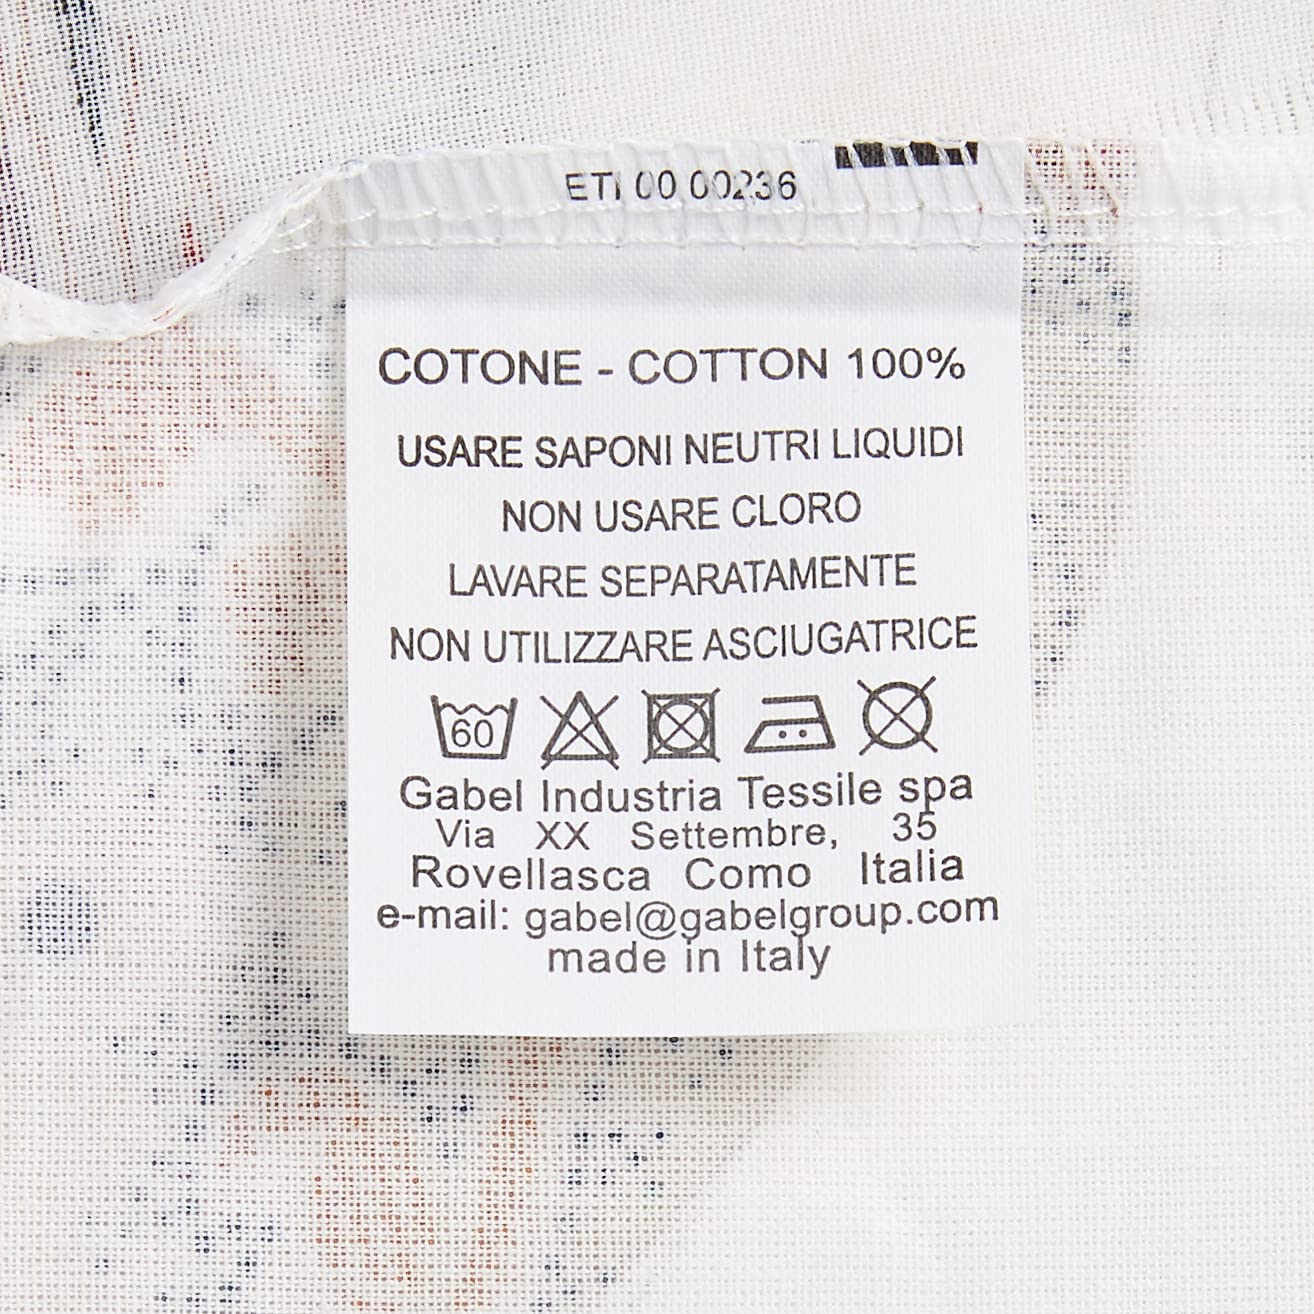 ETI 00 00236
COTONE - COTTON 100%
USARE SAPONI NEUTRI LIQUIDI
NON USARE CLORO
LAVARE SEPARATAMENTE
NON UTILIZZARE ASCIUGATRICE
60
Gabel Industria Tessile spa
Via XX Settembre, 35
Rovellasca Como Italia
e-mail: gabel@gabelgroup.com
made in Italy